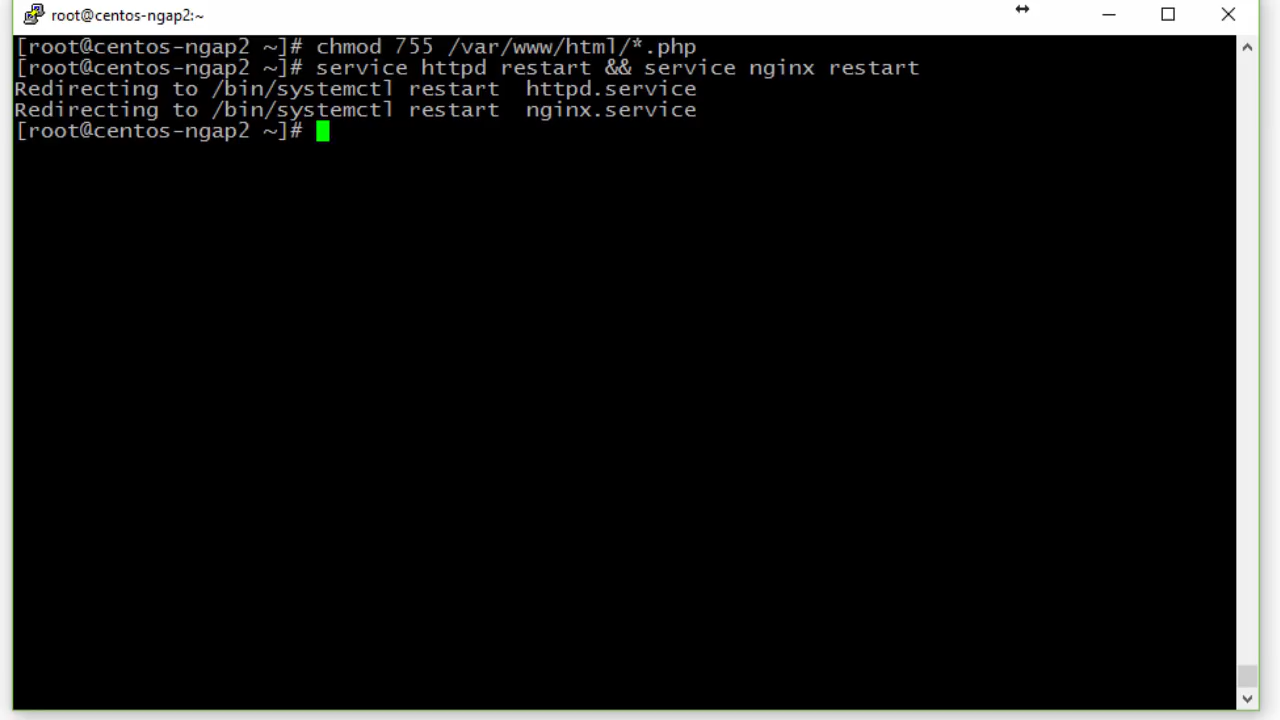 root@centos-ngap2:~
[root@centos-ngap2 ~]# chmod 755 /var/www/html/*.php
[root@centos-ngap2 ~]# service httpd restart && service nginx restart
Redirecting to /bin/systemctl restart  httpd.service
Redirecting to /bin/systemctl restart  nginx.service
[root@centos-ngap2 ~]#